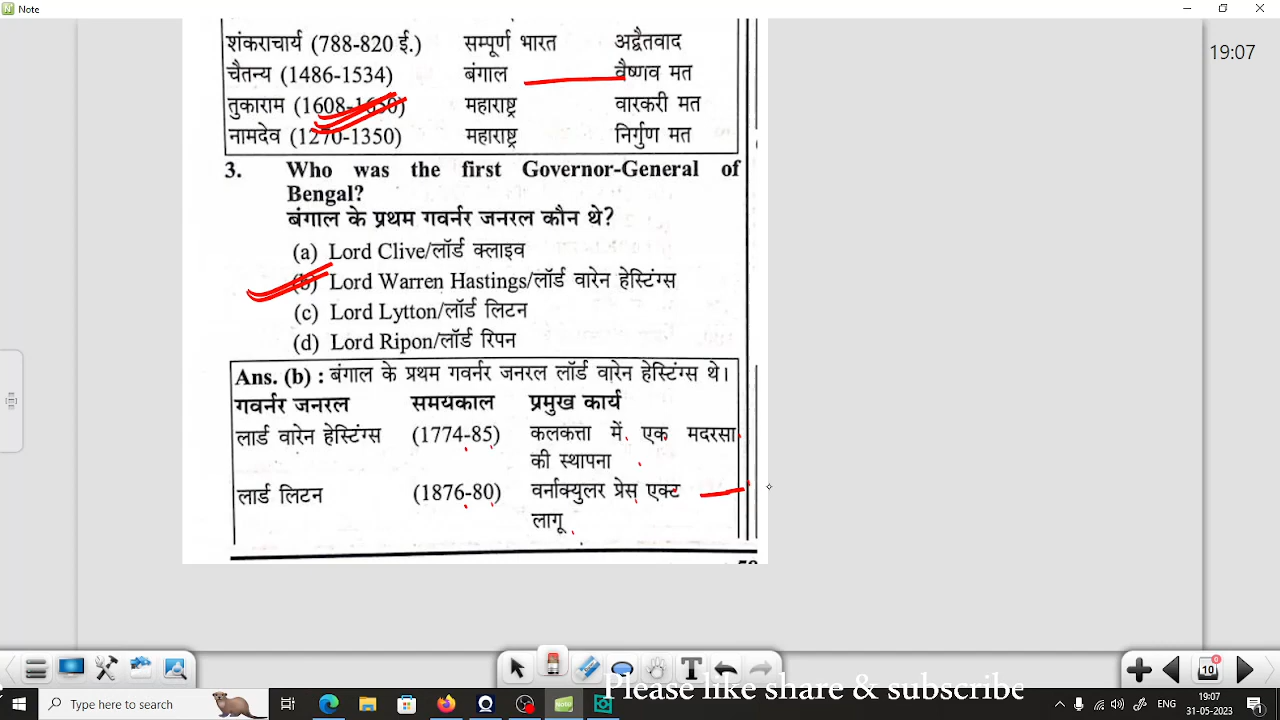 Note
19:07
शंकराचार्य (788-820 ई.) सम्पूर्ण भारत अद्वैतवाद
चैतन्य (1486-1534) बंगाल वैष्णव मत
तुकाराम (1608-1650) महाराष्ट्र वारकरी मत
नामदेव (1270-1350) महाराष्ट्र निर्गुण मत
3. Who was the first Governor-General of
Bengal?
बंगाल के प्रथम गवर्नर जनरल कौन थे?
(a) Lord Clive/लॉर्ड क्लाइव
(b) Lord Warren Hastings/लॉर्ड वारेन हेस्टिंग्स
(c) Lord Lytton/लॉर्ड लिटन
(d) Lord Ripon/लॉर्ड रिपन
Ans. (b) : बंगाल के प्रथम गवर्नर जनरल लॉर्ड वारेन हेस्टिंग्स थे।
गवर्नर जनरल समयकाल प्रमुख कार्य
लार्ड वारेन हेस्टिंग्स (1774-85) कलकत्ता में एक मदरसा
की स्थापना
लार्ड लिटन (1876-80) वर्नाक्युलर प्रेस एक्ट
लागू
10
Please like share & subscribe
Type here to search
ENG
19:07
31-05-2023